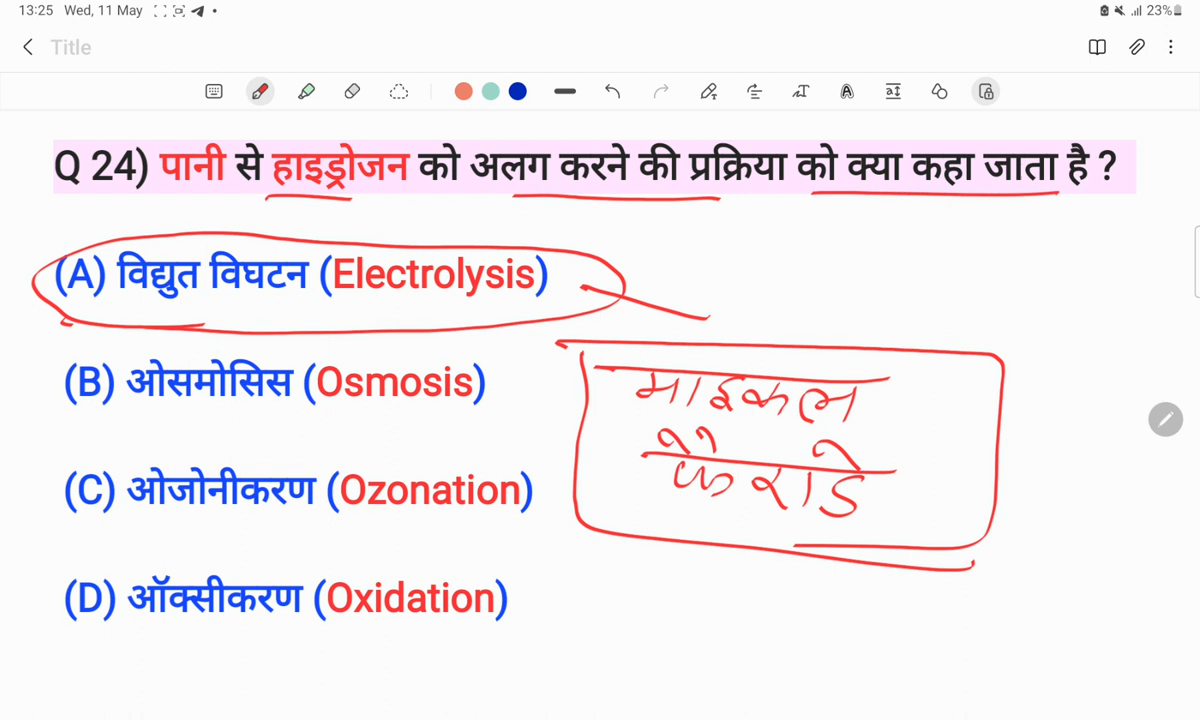 13:25 Wed, 11 May 23%
Title
Q 24) पानी से हाइड्रोजन को अलग करने की प्रक्रिया को क्या कहा जाता है ?
(A) विद्युत विघटन (Electrolysis)
(B) ओसमोसिस (Osmosis)
(C) ओजोनीकरण (Ozonation)
(D) ऑक्सीकरण (Oxidation)
माइकल
फैराडे